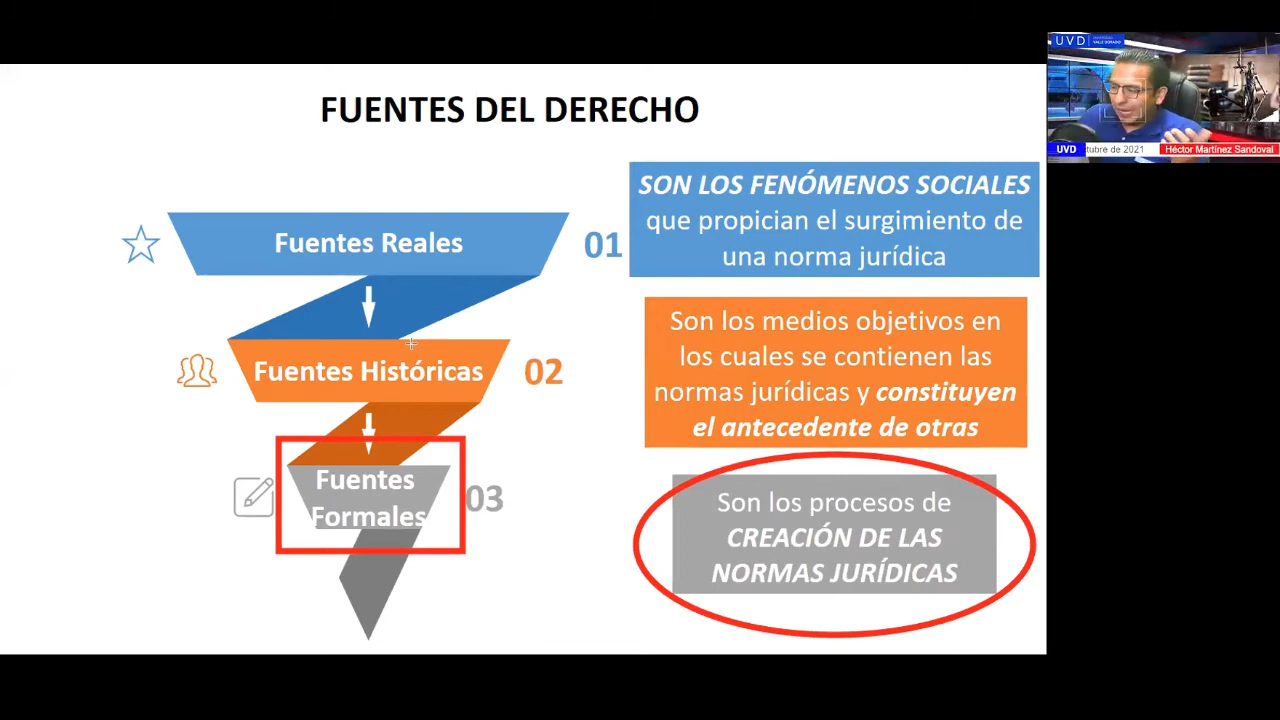 FUENTES DEL DERECHO
Fuentes Reales
01
SON LOS FENÓMENOS SOCIALES
que propician el surgimiento de
una norma jurídica
Fuentes Históricas
02
Son los medios objetivos en
los cuales se contienen las
normas jurídicas y constituyen
el antecedente de otras
Fuentes
Formales
03
Son los procesos de
CREACIÓN DE LAS
NORMAS JURÍDICAS
UVD
UNIVERSIDAD
VALLE DORADO
UVD
tubre de 2021
Héctor Martínez Sandoval